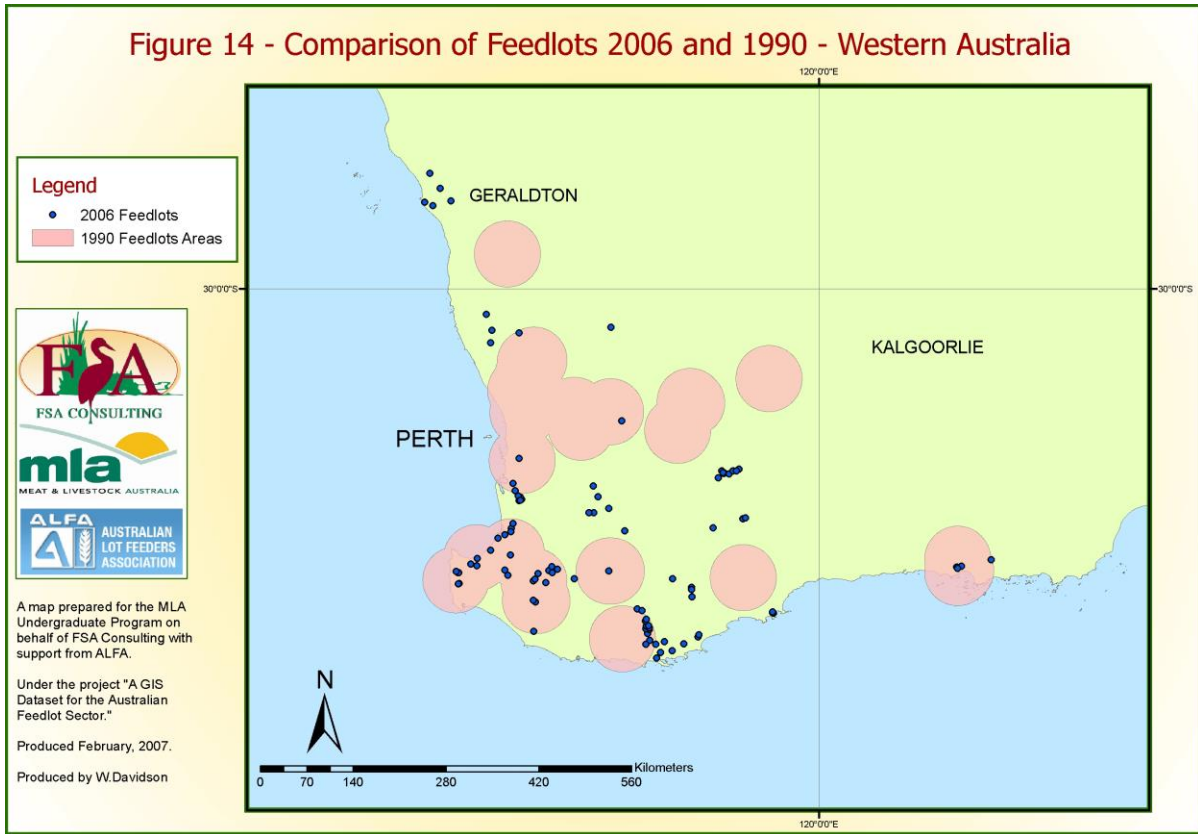 Figure 14 - Comparison of Feedlots 2006 and 1990 - Western Australia
120°0'0"E
Legend
2006 Feedlots
1990 Feedlots Areas
GERALDTON
30°0'0"S
30°0'0"S
KALGOORLIE
PERTH
FSA
FSA CONSULTING
mla
MEAT & LIVESTOCK AUSTRALIA
ALFA
AUSTRALIAN
LOT FEEDERS
ASSOCIATION
A map prepared for the MLA
Undergraduate Program on
behalf of FSA Consulting with
support from ALFA.
Under the project "A GIS
Dataset for the Australian
Feedlot Sector."
Produced February, 2007.
Produced by W.Davidson
N
Kilometers
0 70 140 280 420 560
120°0'0"E